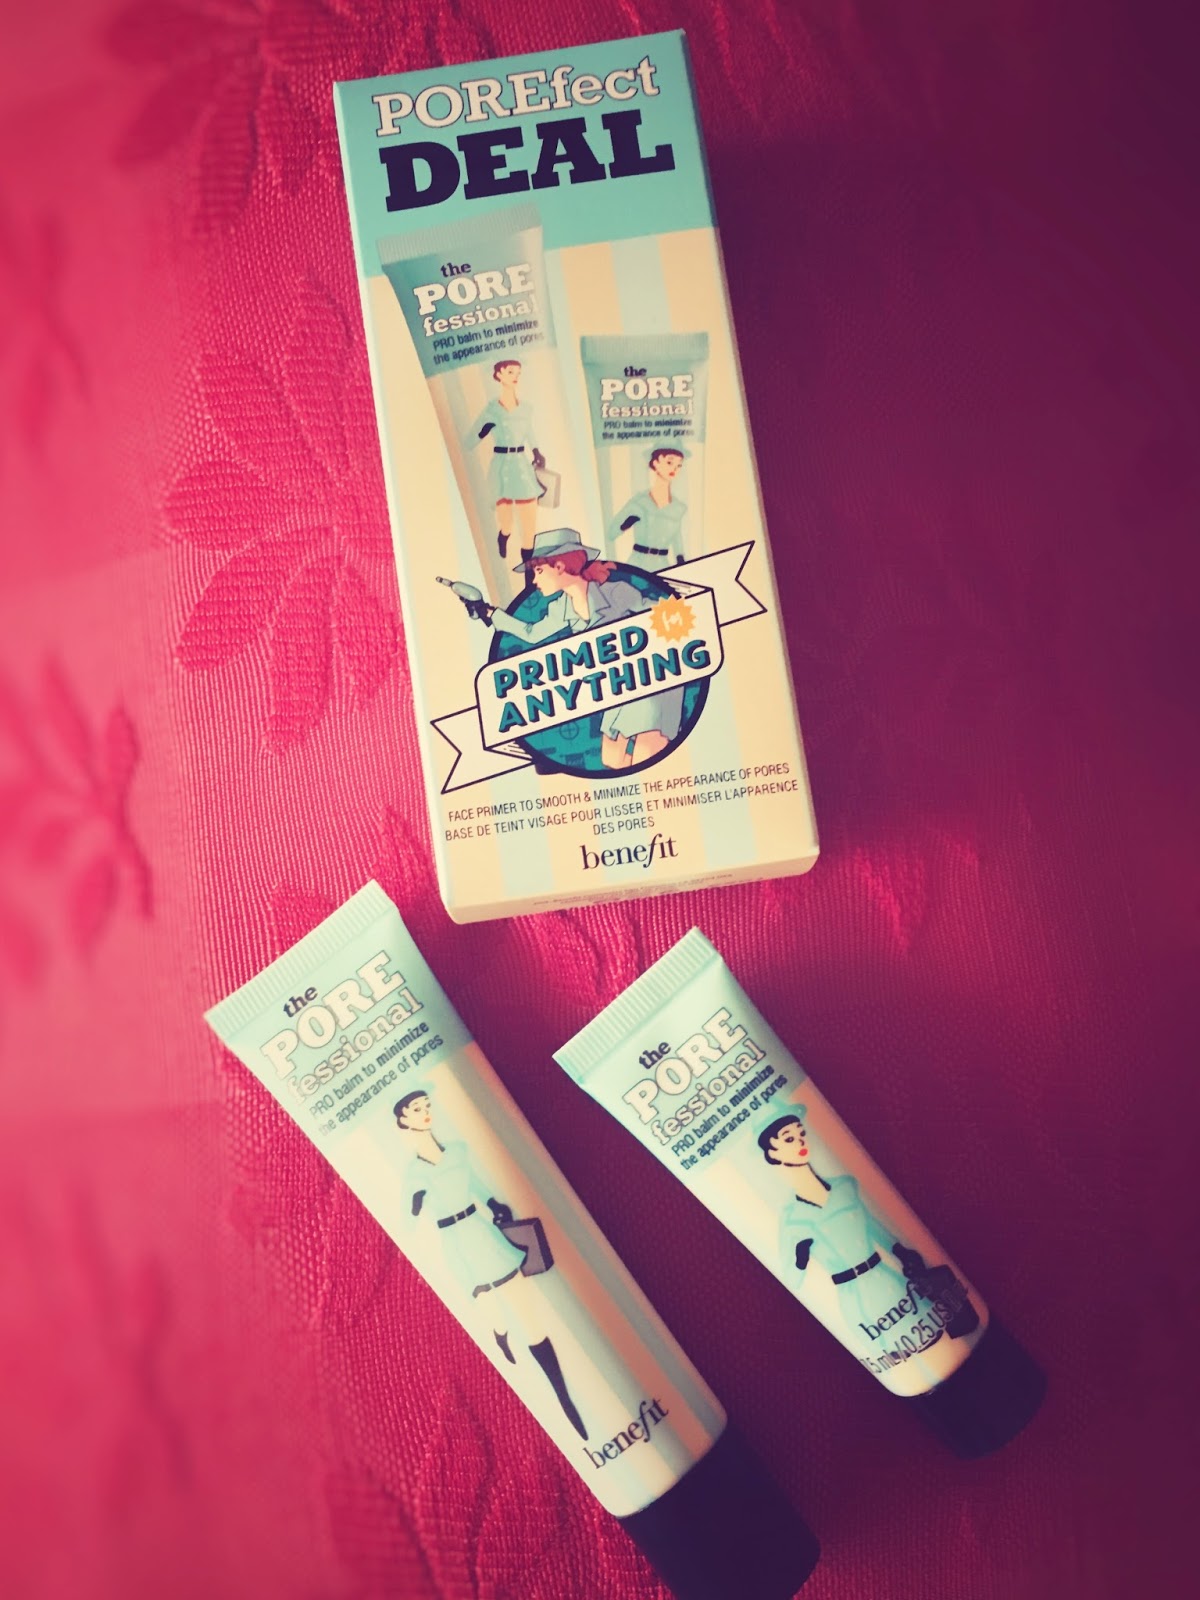 POREfect
DEAL
the
PORE
fessional
PRO balm to minimize
the appearance of pores
the
PORE
fessional
PRO balm to minimize
the appearance of pores
PRIMED for
ANYTHING
FACE PRIMER TO SMOOTH & MINIMIZE THE APPEARANCE OF PORES
BASE DE TEINT VISAGE POUR LISSER ET MINIMISER L'APPARENCE
DES PORES
benefit
the
PORE
fessional
PRO balm to minimize
the appearance of pores
benefit
the
PORE
fessional
PRO balm to minimize
the appearance of pores
benefit
0.25 US